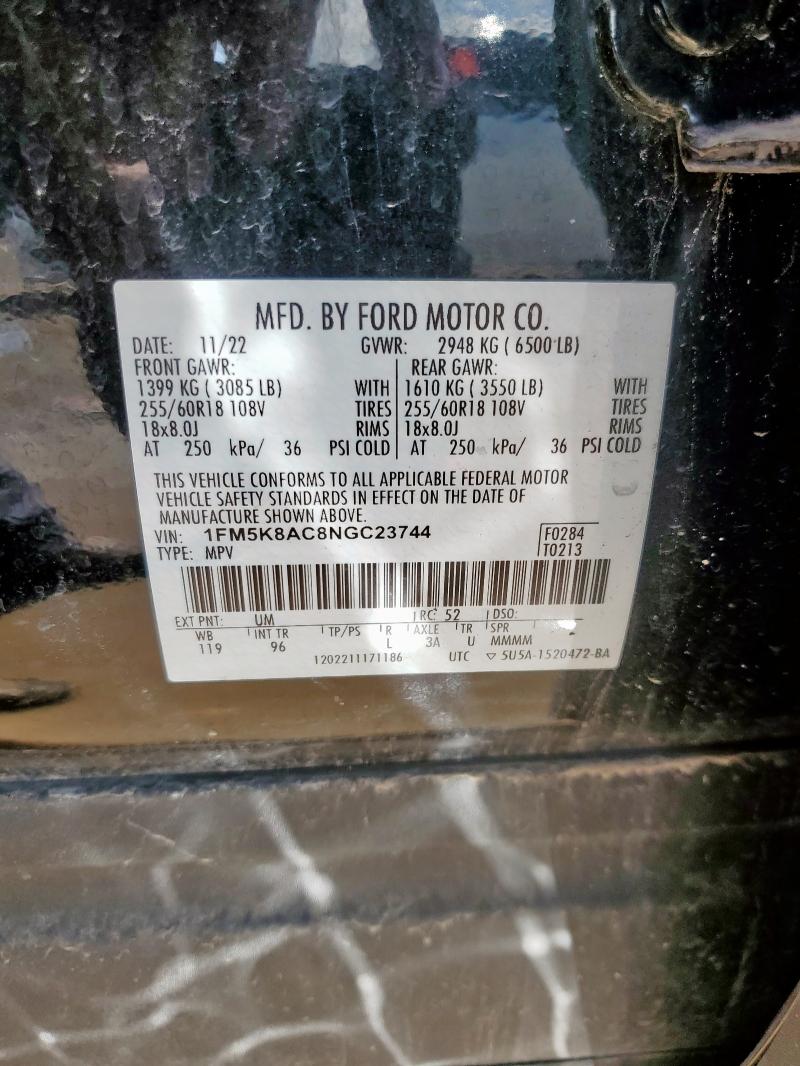 MFD. BY FORD MOTOR CO.
DATE: 11/22 GVWR: 2948 KG ( 6500 LB)
FRONT GAWR: REAR GAWR:
1399 KG ( 3085 LB) WITH 1610 KG ( 3550 LB) WITH
255/60R18 108V TIRES 255/60R18 108V TIRES
18x8.0J RIMS 18x8.0J RIMS
AT 250 kPa/ 36 PSI COLD AT 250 kPa/ 36 PSI COLD
THIS VEHICLE CONFORMS TO ALL APPLICABLE FEDERAL MOTOR
VEHICLE SAFETY STANDARDS IN EFFECT ON THE DATE OF
MANUFACTURE SHOWN ABOVE.
VIN: 1FM5K8AC8NGC23744 F0284
TYPE: MPV T0213
EXT PNT: UM RC: 52 DSO:
WB INT TR TP/PS R AXLE TR SPR
119 96 L 3A U MMMM
1202211171186 UTC ▽ 5U5A-1520472-BA